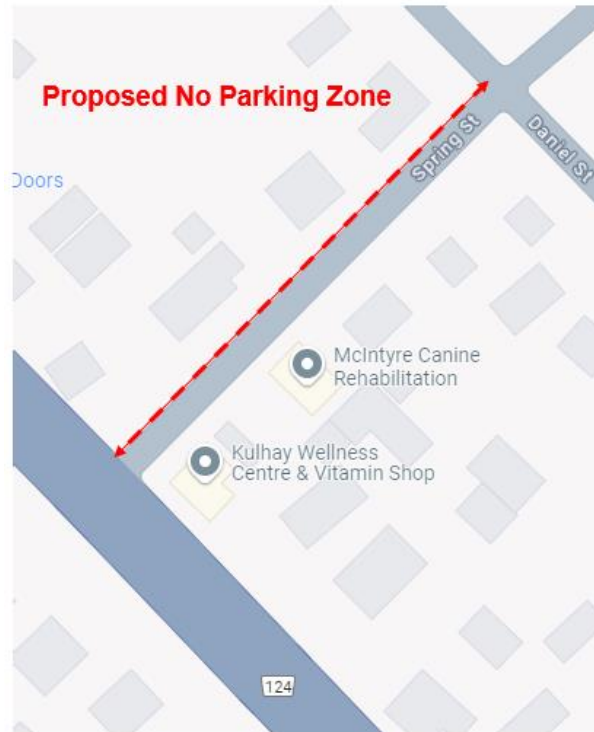 Proposed No Parking Zone
Spring St
Daniel St
Doors
McIntyre Canine
Rehabilitation
Kulhay Wellness
Centre & Vitamin Shop
124